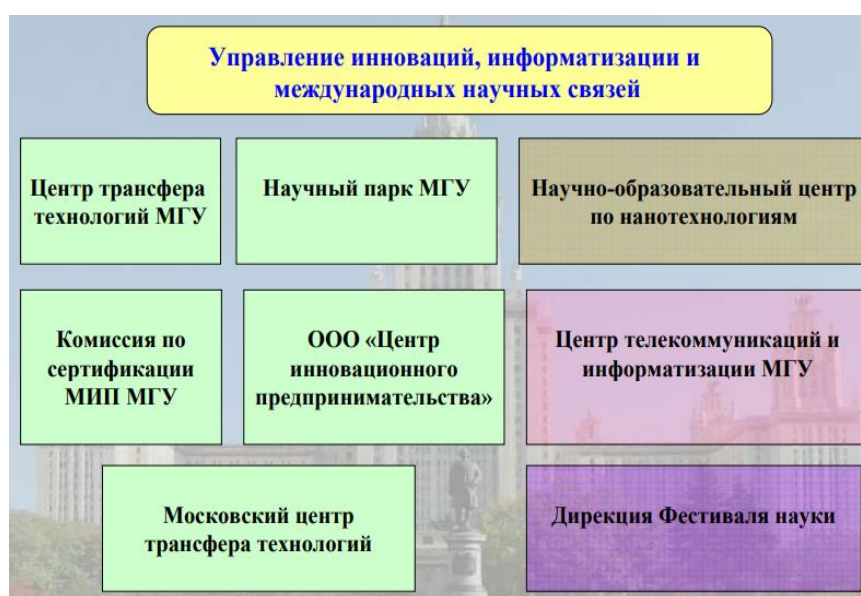 Управление инноваций, информатизации и
международных научных связей
Центр трансфера
технологий МГУ
Научный парк МГУ
Научно-образовательный центр
по нанотехнологиям
Комиссия по
сертификации
МИП МГУ
ООО «Центр
инновационного
предпринимательства»
Центр телекоммуникаций и
информатизации МГУ
Московский центр
трансфера технологий
Дирекция Фестиваля науки